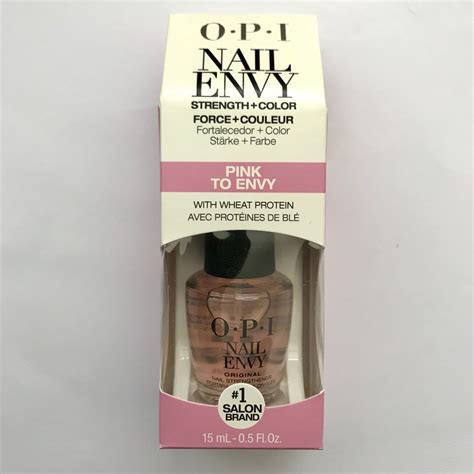 O·P·I
NAIL
ENVY
STRENGTH+COLOR
FORCE+COULEUR
Fortalecedor + Color
Stärke + Farbe
PINK
TO ENVY
WITH WHEAT PROTEIN
AVEC PROTÉINES DE BLÉ
O·P·I
NAIL
ENVY
ORIGINAL
NAIL STRENGTHENER
#1
SALON
BRAND
15 mL - 0.5 Fl.Oz.